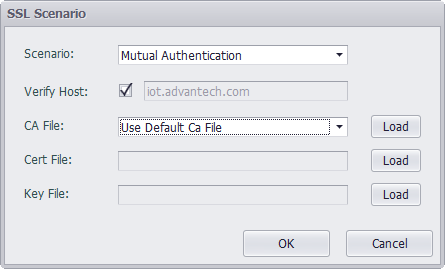 SSL Scenario
Scenario: Mutual Authentication
Verify Host: iot.advantech.com
CA File: Use Default Ca File Load
Cert File: Load
Key File: Load
OK Cancel